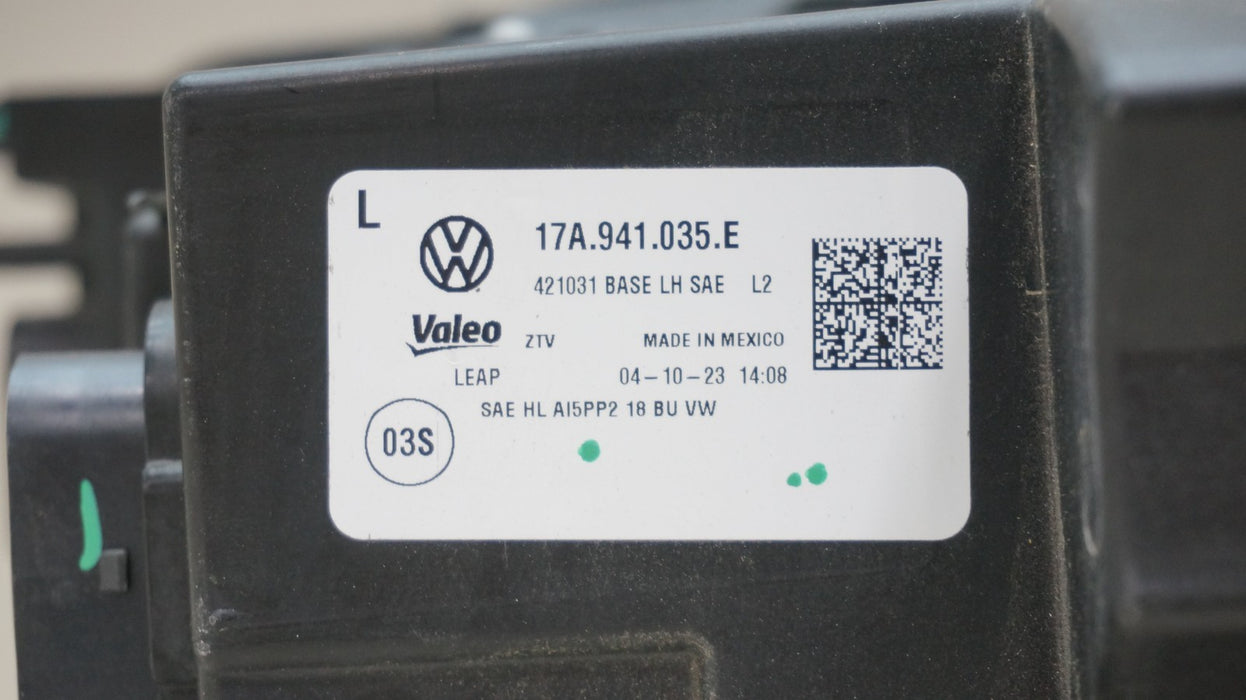 L
17A.941.035.E
421031 BASE LH SAE L2
Valeo ZTV MADE IN MEXICO
LEAP 04-10-23 14:08
SAE HL AI5PP2 18 BU VW
03S